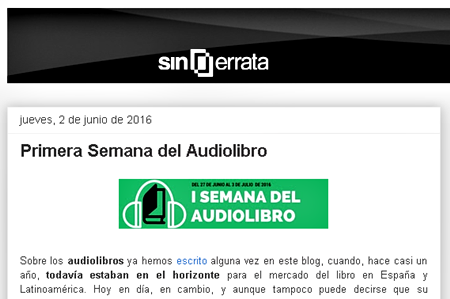 sin errata
jueves, 2 de junio de 2016
Primera Semana del Audiolibro
DEL 27 DE JUNIO AL 3 DE JULIO DE 2016
I SEMANA DEL
AUDIOLIBRO
Sobre los audiolibros ya hemos escrito alguna vez en este blog, cuando, hace casi un
año, todavía estaban en el horizonte para el mercado del libro en España y
Latinoamérica. Hoy en día, en cambio, y aunque tampoco puede decirse que su